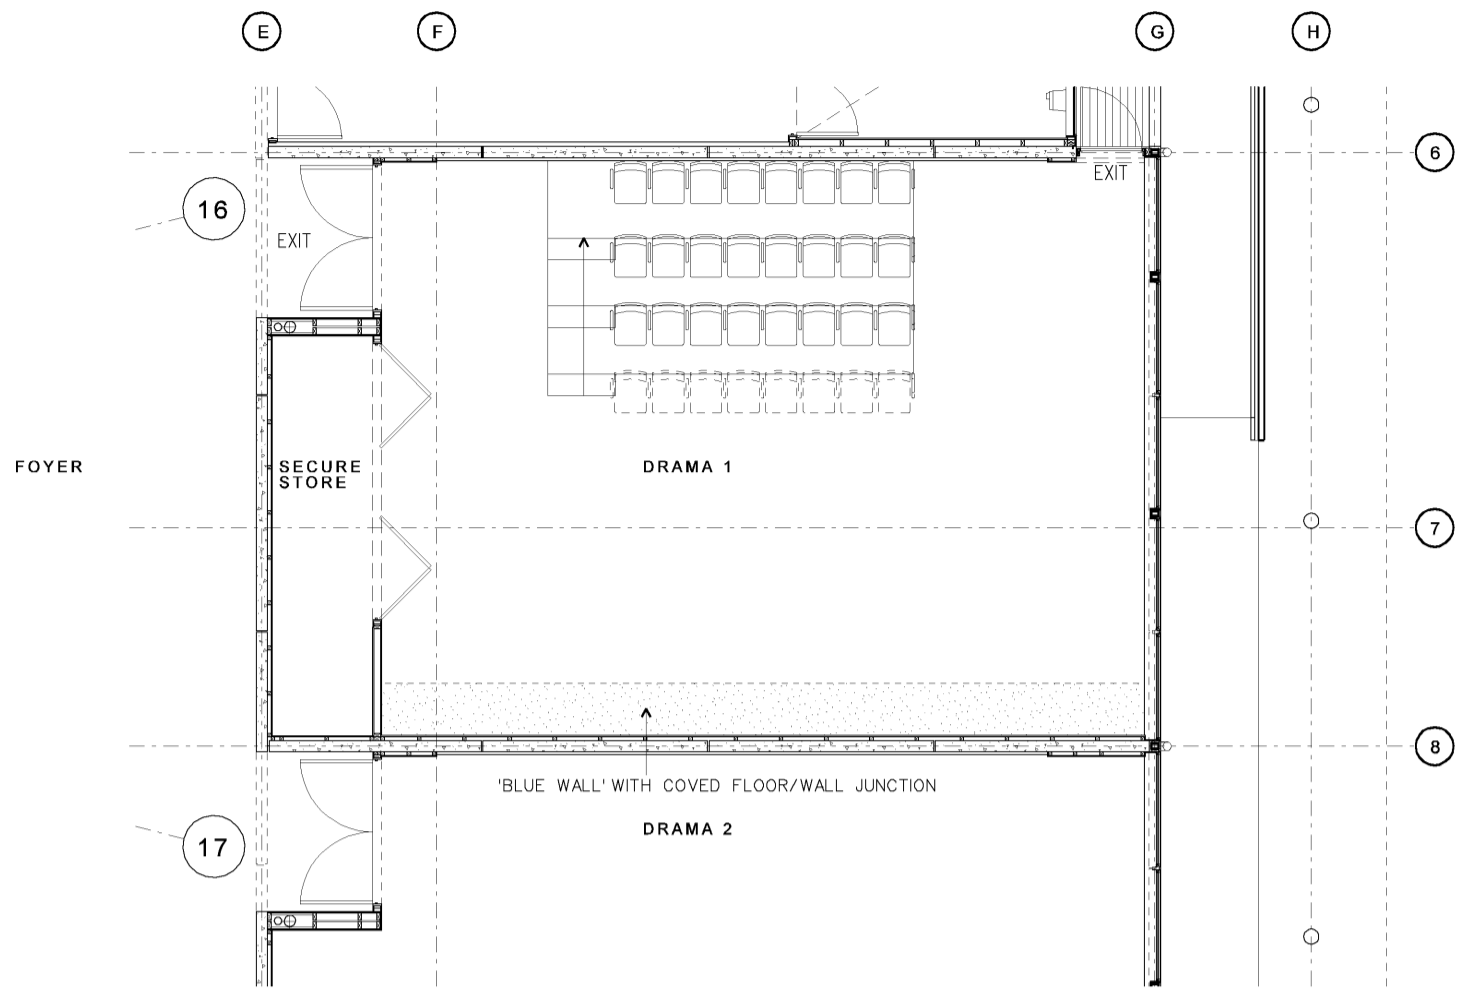 E
F
G
H
6
16
EXIT
EXIT
FOYER
SECURE
STORE
DRAMA 1
7
8
'BLUE WALL' WITH COVED FLOOR/WALL JUNCTION
DRAMA 2
17